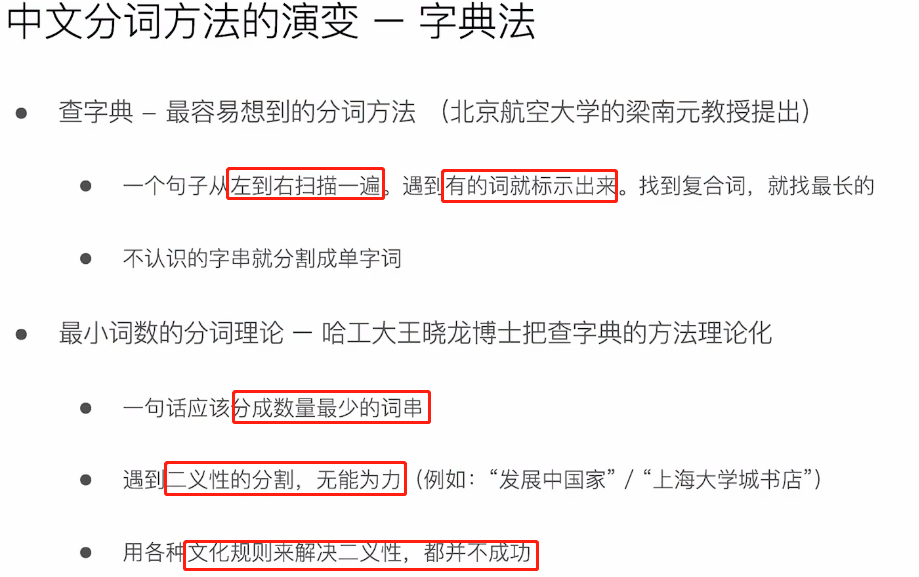 中文分词方法的演变 — 字典法
● 查字典 – 最容易想到的分词方法 （北京航空大学的梁南元教授提出）
● 一个句子从左到右扫描一遍。遇到有的词就标示出来。找到复合词，就找最长的
● 不认识的字串就分割成单字词
● 最小词数的分词理论 — 哈工大王晓龙博士把查字典的方法理论化
● 一句话应该分成数量最少的词串
● 遇到二义性的分割，无能为力（例如：“发展中国家” / “上海大学城书店”）
● 用各种文化规则来解决二义性，都并不成功